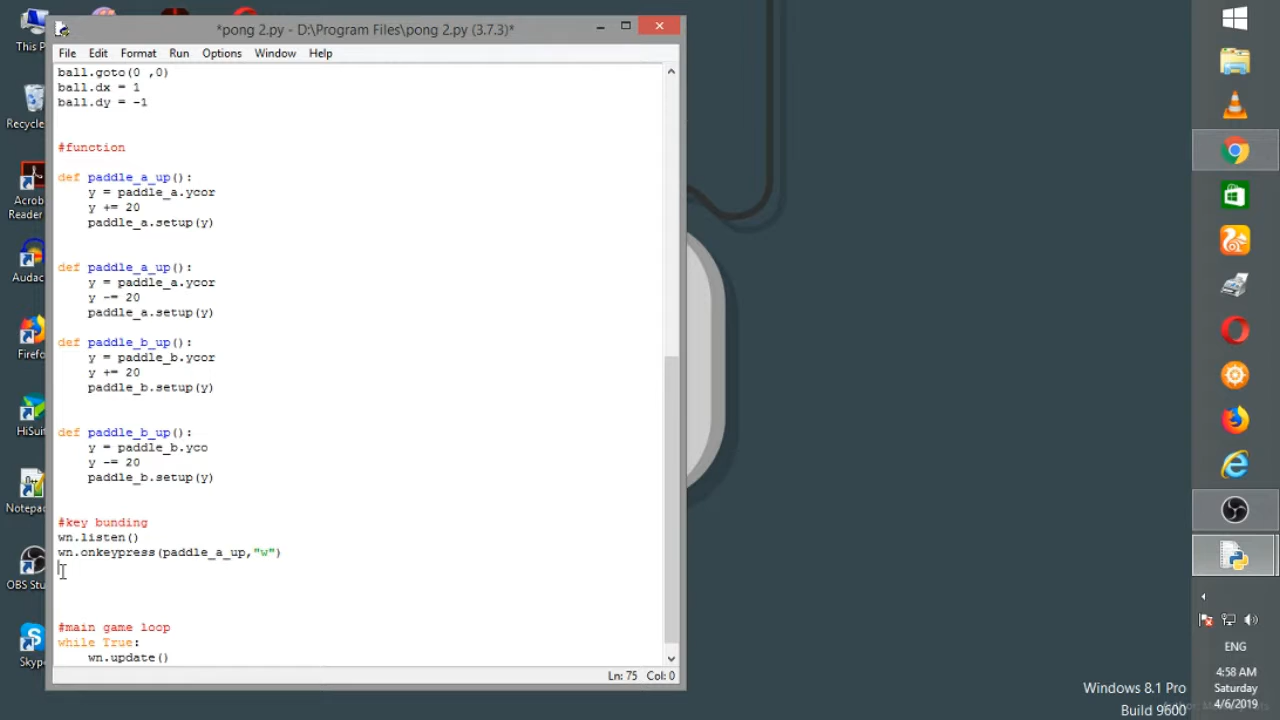 *pong 2.py - D:\Program Files\pong 2.py (3.7.3)*
File Edit Format Run Options Window Help
ball.goto(0 ,0)
ball.dx = 1
ball.dy = -1
#function
def paddle_a_up():
y = paddle_a.ycor
y += 20
paddle_a.setup(y)
def paddle_a_up():
y = paddle_a.ycor
y -= 20
paddle_a.setup(y)
def paddle_b_up():
y = paddle_b.ycor
y += 20
paddle_b.setup(y)
def paddle_b_up():
y = paddle_b.yco
y -= 20
paddle_b.setup(y)
#key bunding
wn.listen()
wn.onkeypress(paddle_a_up,"w")
#main game loop
while True:
wn.update()
Ln: 75 Col: 0
This P
Recycle
Acrob
Reader
Audac
Firefo
HiSuit
Notepa
OBS Stu
Skyp
ENG
4:58 AM
Saturday
4/6/2019
Windows 8.1 Pro
Build 9600